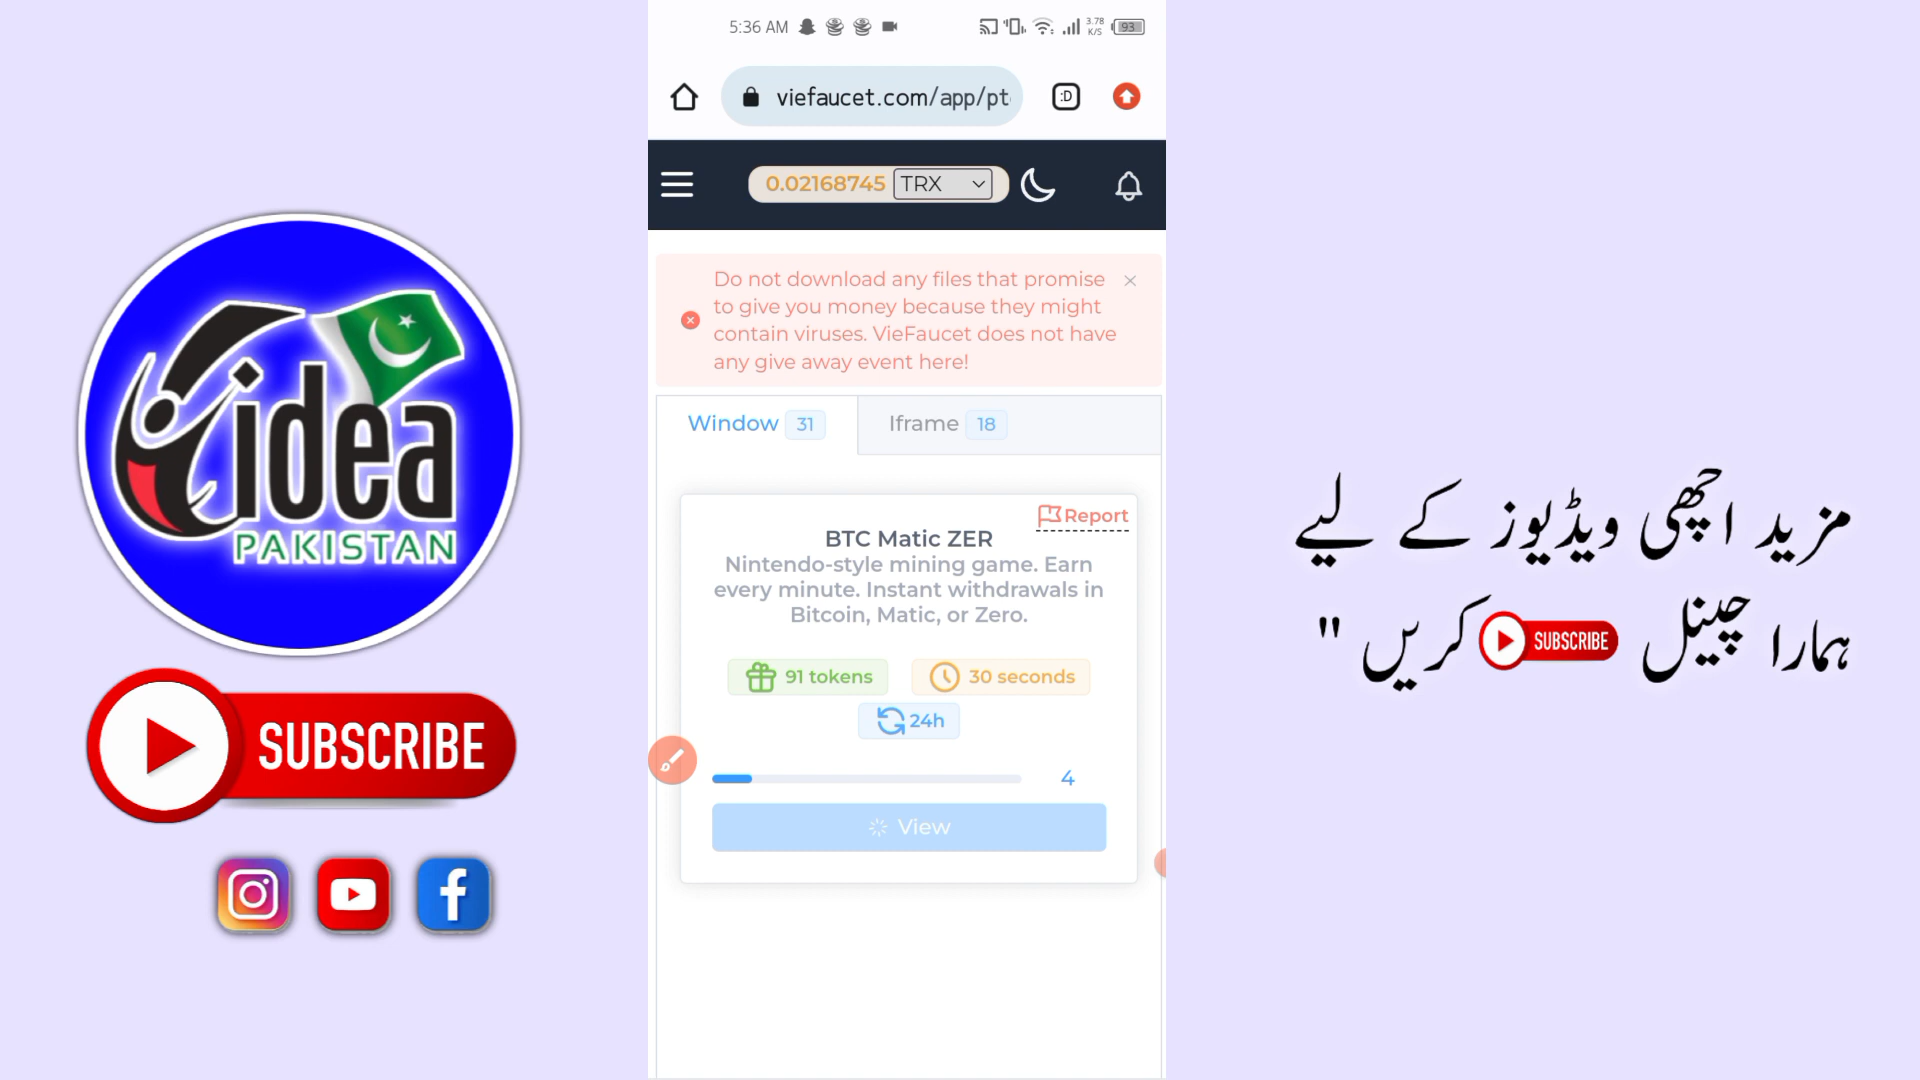 idea
PAKISTAN
SUBSCRIBE
5:36 AM
3.78
K/S
93
viefaucet.com/app/pt
:D
0.02168745 TRX
Do not download any files that promise
to give you money because they might
contain viruses. VieFaucet does not have
any give away event here!
Window 31
Iframe 18
Report
BTC Matic ZER
Nintendo-style mining game. Earn
every minute. Instant withdrawals in
Bitcoin, Matic, or Zero.
91 tokens
30 seconds
24h
4
View
مزید اچھی ویڈیوز کے لیے
ہمارا چینل SUBSCRIBE کریں "